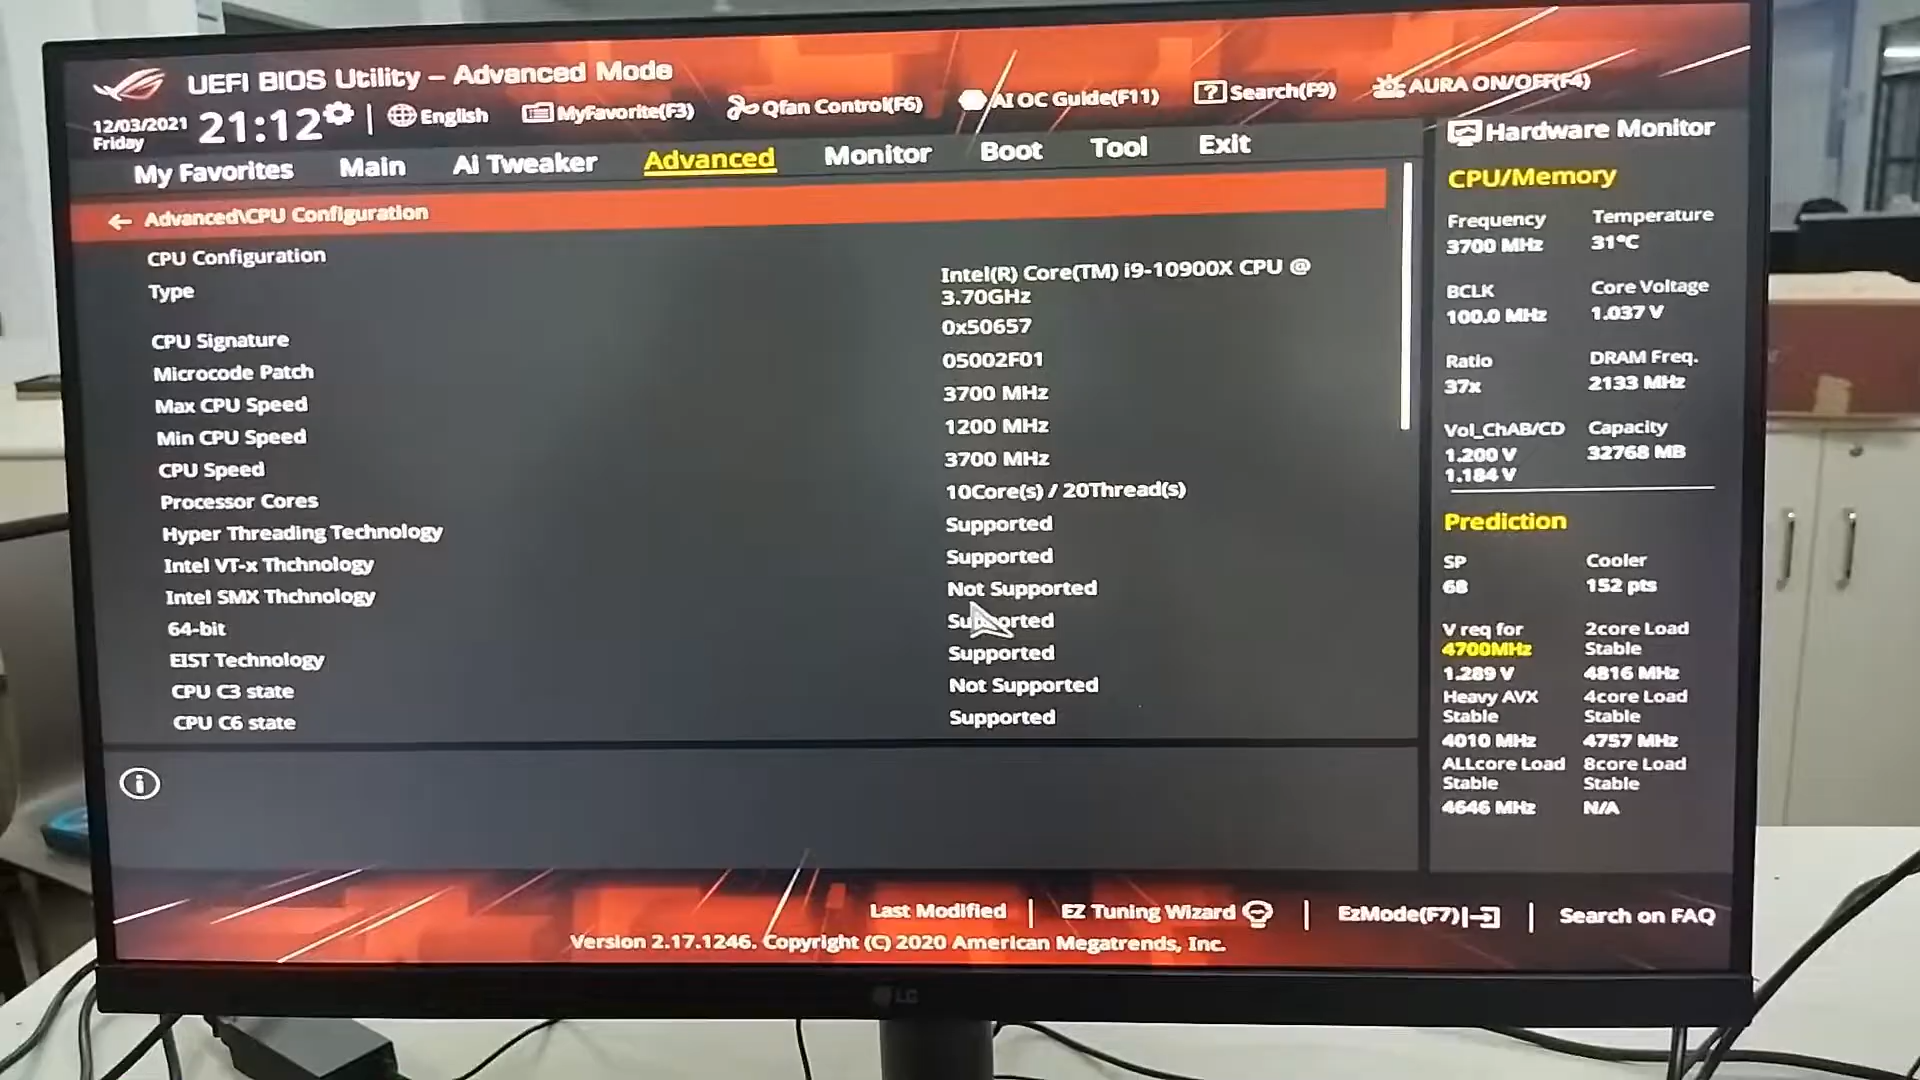 UEFI BIOS Utility – Advanced Mode
12/03/2021
Friday
21:12
English
MyFavorite(F3)
Qfan Control(F6)
AI OC Guide(F11)
Search(F9)
AURA ON/OFF(F4)
My Favorites
Main
Ai Tweaker
Advanced
Monitor
Boot
Tool
Exit
Advanced\CPU Configuration
CPU Configuration
Type
Intel(R) Core(TM) i9-10900X CPU @
3.70GHz
CPU Signature
0x50657
Microcode Patch
05002F01
Max CPU Speed
3700 MHz
Min CPU Speed
1200 MHz
CPU Speed
3700 MHz
Processor Cores
10Core(s) / 20Thread(s)
Hyper Threading Technology
Supported
Intel VT-x Thchnology
Supported
Intel SMX Thchnology
Not Supported
64-bit
Supported
EIST Technology
Supported
CPU C3 state
Not Supported
CPU C6 state
Supported
Hardware Monitor
CPU/Memory
Frequency
Temperature
3700 MHz
31°C
BCLK
Core Voltage
100.0 MHz
1.037 V
Ratio
DRAM Freq.
37x
2133 MHz
Vol_ChAB/CD
Capacity
1.200 V
32768 MB
1.184 V
Prediction
SP
Cooler
68
152 pts
V req for
2core Load
4700MHz
Stable
1.289 V
4816 MHz
Heavy AVX
4core Load
Stable
Stable
4010 MHz
4757 MHz
ALLcore Load
8core Load
Stable
Stable
4646 MHz
N/A
Last Modified
EZ Tuning Wizard
EzMode(F7)
Search on FAQ
Version 2.17.1246. Copyright (C) 2020 American Megatrends, Inc.
LG